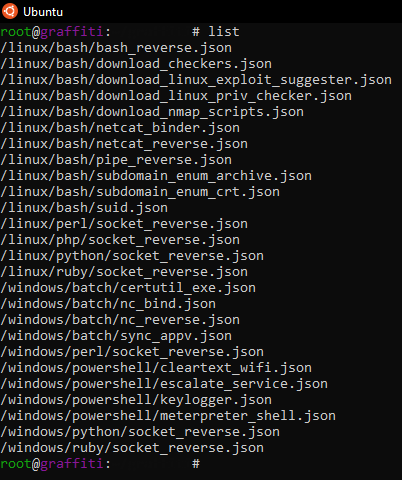 Ubuntu
root@graffiti: # list
/linux/bash/bash_reverse.json
/linux/bash/download_checkers.json
/linux/bash/download_linux_exploit_suggester.json
/linux/bash/download_linux_priv_checker.json
/linux/bash/download_nmap_scripts.json
/linux/bash/netcat_binder.json
/linux/bash/netcat_reverse.json
/linux/bash/pipe_reverse.json
/linux/bash/subdomain_enum_archive.json
/linux/bash/subdomain_enum_crt.json
/linux/bash/suid.json
/linux/perl/socket_reverse.json
/linux/php/socket_reverse.json
/linux/python/socket_reverse.json
/linux/ruby/socket_reverse.json
/windows/batch/certutil_exe.json
/windows/batch/nc_bind.json
/windows/batch/nc_reverse.json
/windows/batch/sync_appv.json
/windows/perl/socket_reverse.json
/windows/powershell/cleartext_wifi.json
/windows/powershell/escalate_service.json
/windows/powershell/keylogger.json
/windows/powershell/meterpreter_shell.json
/windows/python/socket_reverse.json
/windows/ruby/socket_reverse.json
root@graffiti: #